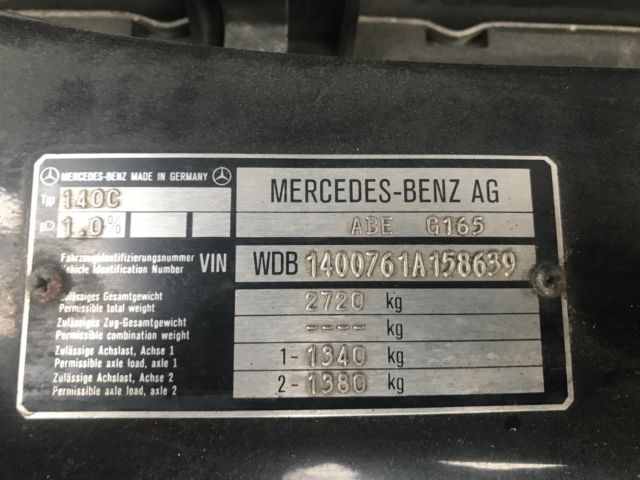 MERCEDES-BENZ MADE IN GERMANY
Typ 140C
1.0%
MERCEDES-BENZ AG
ABE G165
Fahrzeugidentifizierungsnummer
Vehicle Identification Number
VIN WDB 1400761A158639
Zulässiges Gesamtgewicht
Permissible total weight
2720 kg
Zulässiges Zug-Gesamtgewicht
Permissible combination weight
---- kg
Zulässige Achslast, Achse 1
Permissible axle load, axle 1
1-1340 kg
Zulässige Achslast, Achse 2
Permissible axle load, axle 2
2-1380 kg